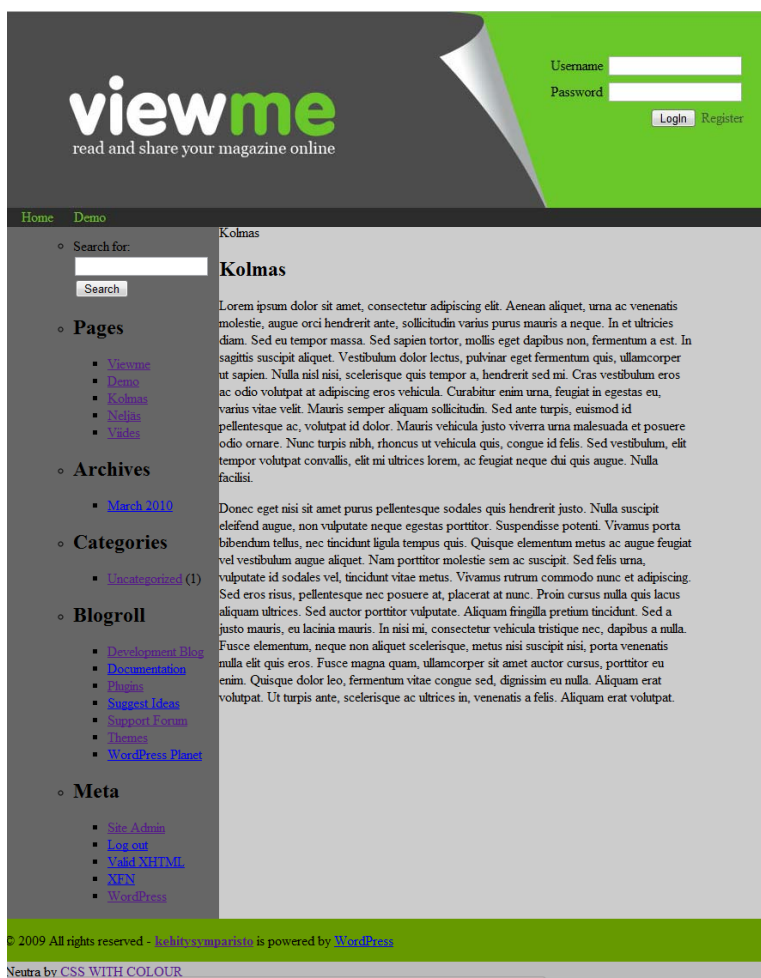 viewme
read and share your magazine online
Username
Password
LogIn Register
Home Demo
Search for:
Search
Pages
Viewme
Demo
Kolmas
Neljäs
Viides
Archives
March 2010
Categories
Uncategorized (1)
Blogroll
Development Blog
Documentation
Plugins
Suggest Ideas
Support Forum
Themes
WordPress Planet
Meta
Site Admin
Log out
Valid XHTML
XFN
WordPress
Kolmas
Kolmas
Lorem ipsum dolor sit amet, consectetur adipiscing elit. Aenean aliquet, urna ac venenatis
molestie, augue orci hendrerit ante, sollicitudin varius purus mauris a neque. In et ultricies
diam. Sed eu tempor massa. Sed sapien tortor, mollis eget dapibus non, fermentum a est. In
sagittis suscipit aliquet. Vestibulum dolor lectus, pulvinar eget fermentum quis, ullamcorper
ut sapien. Nulla nisl nisi, scelerisque quis tempor a, hendrerit sed mi. Cras vestibulum eros
ac odio volutpat at adipiscing eros vehicula. Curabitur enim urna, feugiat in egestas eu,
varius vitae velit. Mauris semper aliquam sollicitudin. Sed ante turpis, euismod id
pellentesque ac, volutpat id dolor. Mauris vehicula justo viverra urna malesuada et posuere
odio ornare. Nunc turpis nibh, rhoncus ut vehicula quis, congue id felis. Sed vestibulum, elit
tempor volutpat convallis, elit mi ultrices lorem, ac feugiat neque dui quis augue. Nulla
facilisi.
Donec eget nisi sit amet purus pellentesque sodales quis hendrerit justo. Nulla suscipit
eleifend augue, non vulputate neque egestas porttitor. Suspendisse potenti. Vivamus porta
bibendum tellus, nec tincidunt ligula tempus quis. Quisque elementum metus ac augue feugiat
vel vestibulum augue aliquet. Nam porttitor molestie sem ac suscipit. Sed felis urna,
vulputate id sodales vel, tincidunt vitae metus. Vivamus rutrum commodo nunc et adipiscing.
Sed eros risus, pellentesque nec posuere at, placerat at nunc. Proin cursus nulla quis lacus
aliquam ultrices. Sed auctor porttitor vulputate. Aliquam fringilla pretium tincidunt. Sed a
justo mauris, eu lacinia mauris. In nisi mi, consectetur vehicula tristique nec, dapibus a nulla.
Fusce elementum, neque non aliquet scelerisque, metus nisi suscipit nisi, porta venenatis
nulla elit quis eros. Fusce magna quam, ullamcorper sit amet auctor cursus, porttitor eu
enim. Quisque dolor leo, fermentum vitae congue sed, dignissim eu nulla. Aliquam erat
volutpat. Ut turpis ante, scelerisque ac ultrices in, venenatis a felis. Aliquam erat volutpat.
© 2009 All rights reserved - kehitysymparisto is powered by WordPress
Neutra by CSS WITH COLOUR